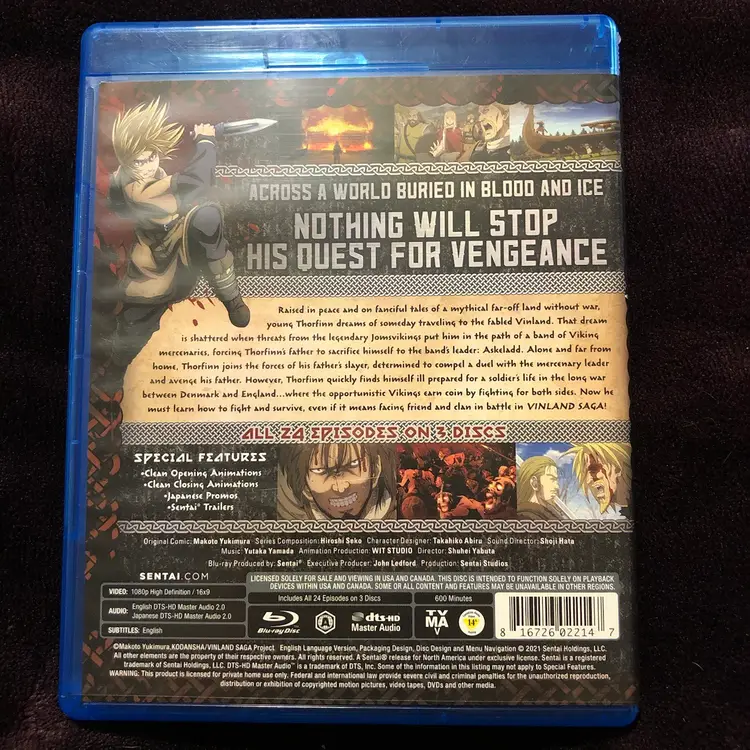 ACROSS A WORLD BURIED IN BLOOD AND ICE
NOTHING WILL STOP
HIS QUEST FOR VENGEANCE
Raised in peace and on fanciful tales of a mythical far-off land without war,
young Thorfinn dreams of someday traveling to the fabled Vinland. That dream
is shattered when threats from the legendary Jomsvikings put him in the path of a band of Viking
mercenaries, forcing Thorfinn's father to sacrifice himself to the band's leader: Askeladd. Alone and far from
home, Thorfinn joins the forces of his father's slayer, determined to compel a duel with the mercenary leader
and avenge his father. However, Thorfinn quickly finds himself ill prepared for a soldier's life in the long war
between Denmark and England...where the opportunistic Vikings earn coin by fighting for both sides. Now he
must learn how to fight and survive, even if it means facing friend and clan in battle in VINLAND SAGA!
ALL 24 EPISODES ON 3 DISCS
SPECIAL FEATURES
•Clean Opening Animations
•Clean Closing Animations
•Japanese Promos
•Sentai® Trailers
Original Comic: Makoto Yukimura Series Composition: Hiroshi Seko Character Designer: Takahiko Abiru Sound Director: Shoji Hata
Music: Yutaka Yamada Animation Production: WIT STUDIO Director: Shuhei Yabuta
Blu-ray Produced by: Sentai® Executive Producer: John Ledford Production: Sentai Studios
SENTAI.COM
LICENSED SOLELY FOR SALE AND VIEWING IN USA AND CANADA. THIS DISC IS INTENDED TO FUNCTION SOLELY ON PLAYBACK
DEVICES WITHIN USA AND CANADA. SOME OR ALL CONTENT AND FEATURES MAY BE UNAVAILABLE IN OTHER REGIONS.
VIDEO: 1080p High Definition / 16x9
AUDIO: English DTS-HD Master Audio 2.0
Japanese DTS-HD Master Audio 2.0
SUBTITLES: English
Includes All 24 Episodes on 3 Discs
600 Minutes
Blu-ray Disc
A
dts-HD
Master Audio
TV
MA
14+
8 16726 02214 7
©Makoto Yukimura,KODANSHA/VINLAND SAGA Project. English Language Version, Packaging Design, Disc Design and Menu Navigation © 2021 Sentai Holdings, LLC.
All other elements are the property of their respective owners. All rights reserved. A Sentai® release for North America under exclusive license. Sentai is a registered
trademark of Sentai Holdings, LLC. DTS-HD Master Audio™ is a trademark of DTS, Inc. Some of the information in this listing may not apply to Special Features.
WARNING: This product is licensed for private home use only. Federal and international law provide severe civil and criminal penalties for the unauthorized reproduction,
distribution or exhibition of copyrighted motion pictures, video tapes, DVDs and other media.